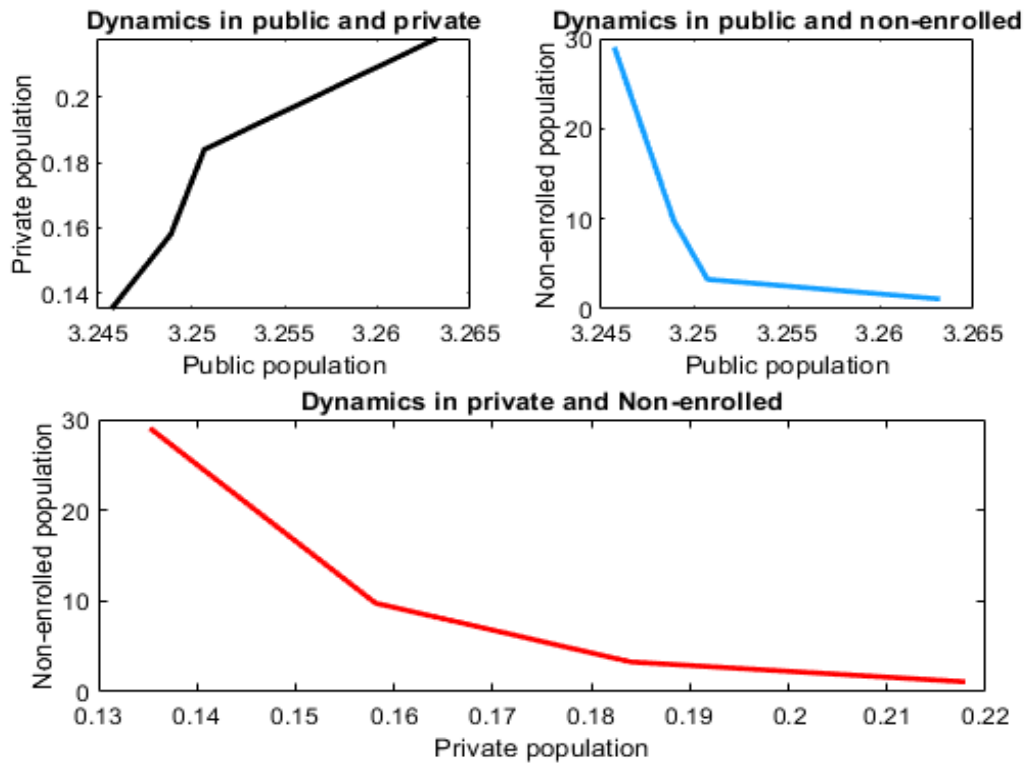 Dynamics in public and private
Private population
0.2
0.18
0.16
0.14
3.245 3.25 3.255 3.26 3.265
Public population
Dynamics in public and non-enrolled
Non-enrolled population
30
20
10
0
3.245 3.25 3.255 3.26 3.265
Public population
Dynamics in private and Non-enrolled
Non-enrolled population
30
20
10
0
0.13 0.14 0.15 0.16 0.17 0.18 0.19 0.2 0.21 0.22
Private population